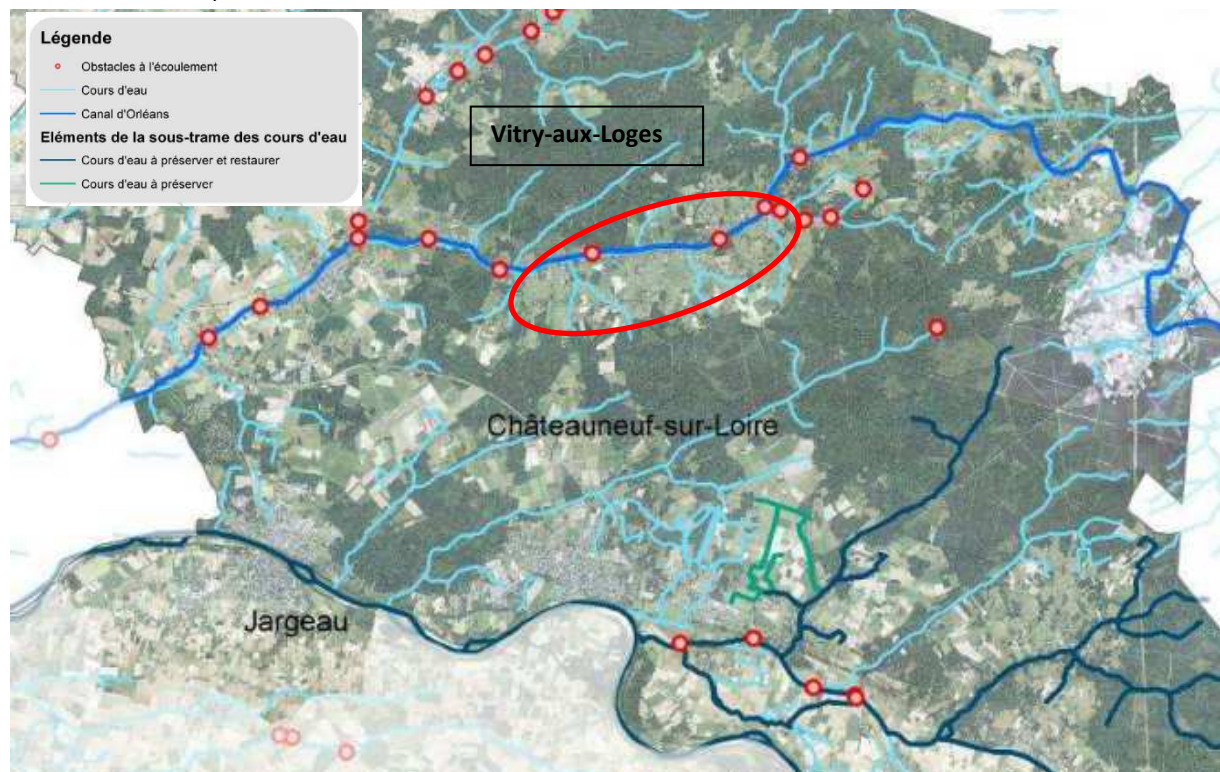 Légende
Obstacles à l'écoulement
Cours d'eau
Canal d'Orléans
Eléments de la sous-trame des cours d'eau
Cours d'eau à préserver et restaurer
Cours d'eau à préserver
Vitry-aux-Loges
Châteauneuf-sur-Loire
Jargeau